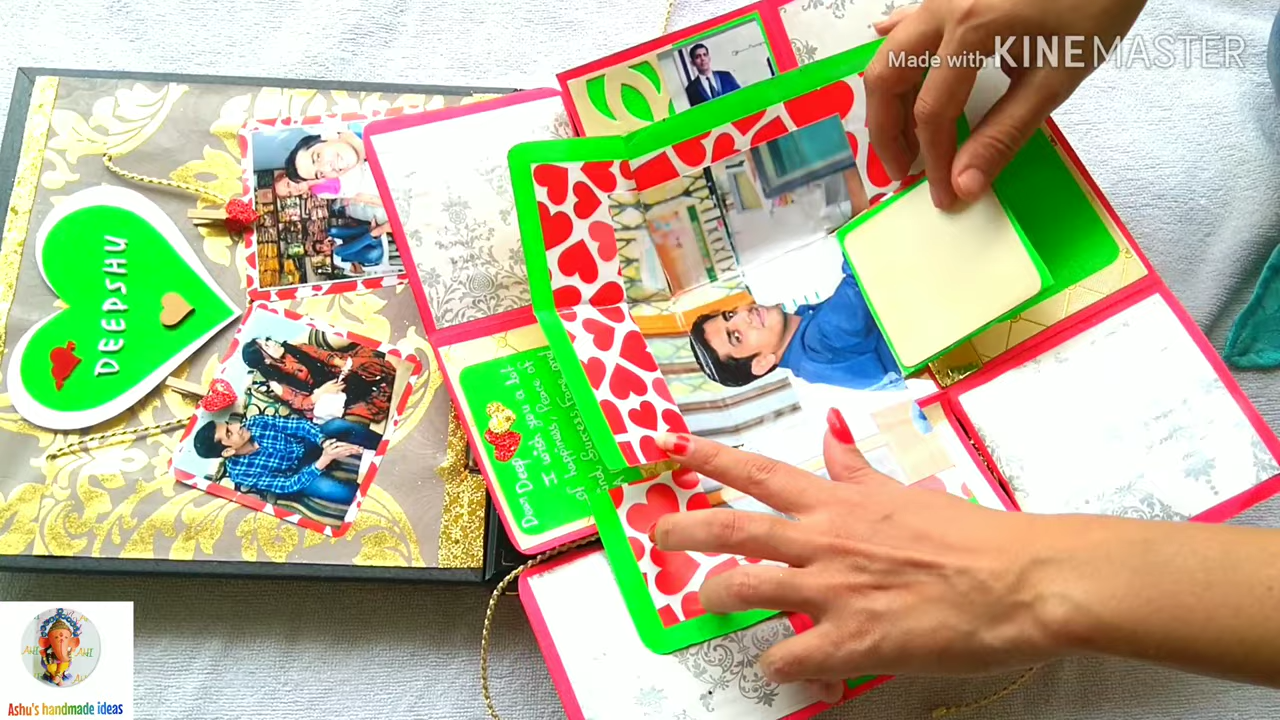 Made with KINEMASTER
DEEPSHU
Dear Deep
I wish you a lot
of happiness, Peace of
and Success, Fame and
Ashu's handmade ideas